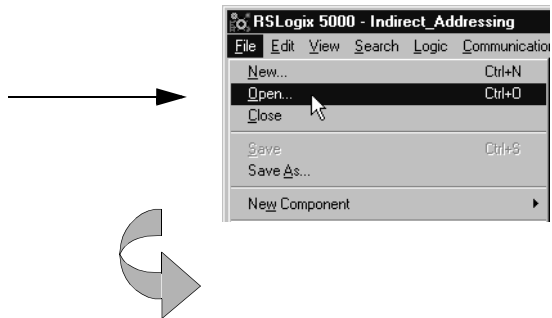 RSLogix 5000 - Indirect_Addressing
File Edit View Search Logic Communication
New... Ctrl+N
Open... Ctrl+O
Close
Save Ctrl+S
Save As...
New Component